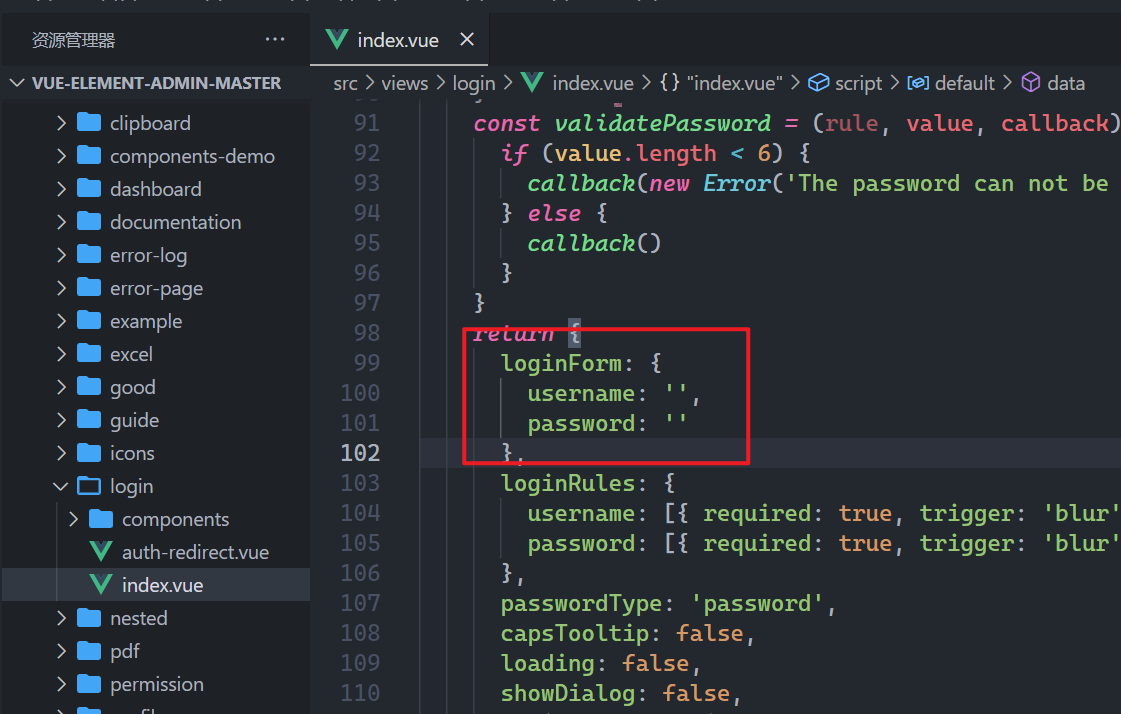 资源管理器 ···
index.vue
VUE-ELEMENT-ADMIN-MASTER
src > views > login > index.vue > {} "index.vue" > script > default > data
clipboard
components-demo
dashboard
documentation
error-log
error-page
example
excel
good
guide
icons
login
components
auth-redirect.vue
index.vue
nested
pdf
permission
91 const validatePassword = (rule, value, callback)
92 if (value.length < 6) {
93 callback(new Error('The password can not be
94 } else {
95 callback()
96 }
97 }
98 return {
99 loginForm: {
100 username: '',
101 password: ''
102 },
103 loginRules: {
104 username: [{ required: true, trigger: 'blur'
105 password: [{ required: true, trigger: 'blur'
106 },
107 passwordType: 'password',
108 capsTooltip: false,
109 loading: false,
110 showDialog: false,